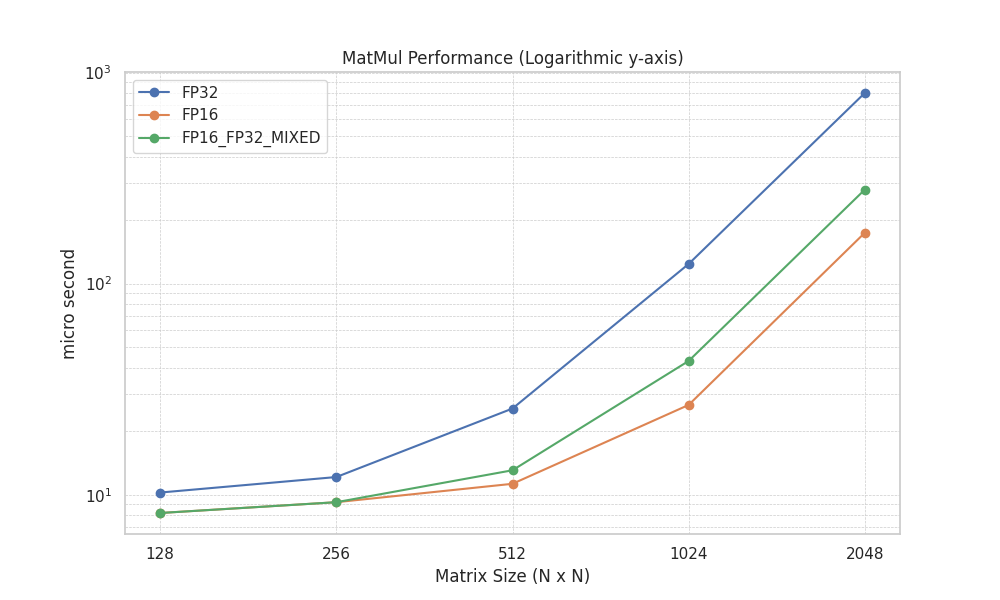 MatMul Performance (Logarithmic y-axis)
10³
FP32
FP16
FP16_FP32_MIXED
10²
micro second
10¹
128 256 512 1024 2048
Matrix Size (N x N)